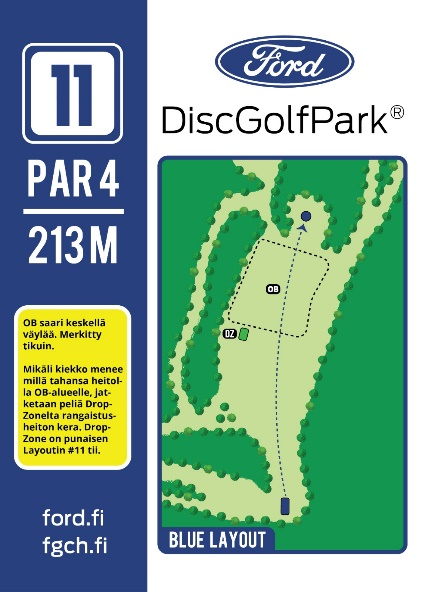 11
PAR 4
213 M
OB saari keskellä
väylää. Merkitty
tikuin.
Mikäli kiekko menee
millä tahansa heitol-
la OB-alueelle, jat-
ketaan peliä Drop-
Zonelta rangaistus-
heiton kera. Drop-
Zone on punaisen
Layoutin #11 tii.
ford.fi
fgch.fi
Ford
DiscGolfPark®
OB
DZ
BLUE LAYOUT